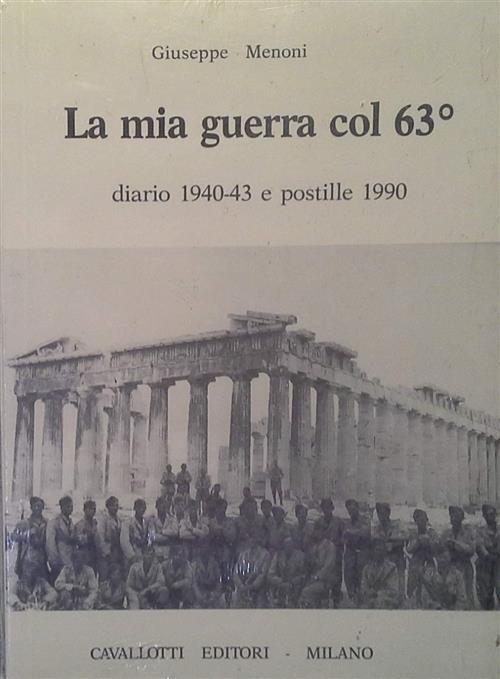 Giuseppe Menoni
La mia guerra col 63°
diario 1940-43 e postille 1990
CAVALLOTTI EDITORI - MILANO